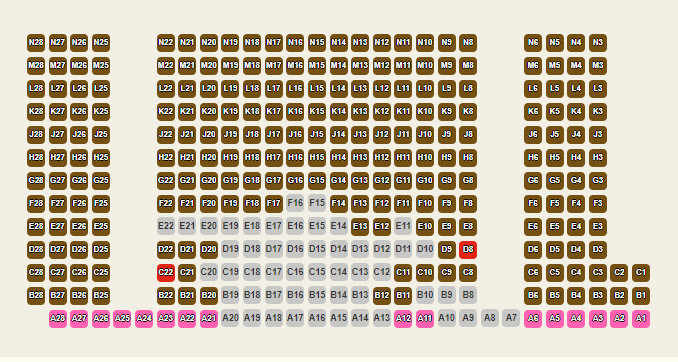 N28 N27 N26 N25 N22 N21 N20 N19 N18 N17 N16 N15 N14 N13 N12 N11 N10 N9 N8 N6 N5 N4 N3
M28 M27 M26 M25 M22 M21 M20 M19 M18 M17 M16 M15 M14 M13 M12 M11 M10 M9 M8 M6 M5 M4 M3
L28 L27 L26 L25 L22 L21 L20 L19 L18 L17 L16 L15 L14 L13 L12 L11 L10 L9 L8 L6 L5 L4 L3
K28 K27 K26 K25 K22 K21 K20 K19 K18 K17 K16 K15 K14 K13 K12 K11 K10 K9 K8 K6 K5 K4 K3
J28 J27 J26 J25 J22 J21 J20 J19 J18 J17 J16 J15 J14 J13 J12 J11 J10 J9 J8 J6 J5 J4 J3
H28 H27 H26 H25 H22 H21 H20 H19 H18 H17 H16 H15 H14 H13 H12 H11 H10 H9 H8 H6 H5 H4 H3
G28 G27 G26 G25 G22 G21 G20 G19 G18 G17 G16 G15 G14 G13 G12 G11 G10 G9 G8 G6 G5 G4 G3
F28 F27 F26 F25 F22 F21 F20 F19 F18 F17 F16 F15 F14 F13 F12 F11 F10 F9 F8 F6 F5 F4 F3
E28 E27 E26 E25 E22 E21 E20 E19 E18 E17 E16 E15 E14 E13 E12 E11 E10 E9 E8 E6 E5 E4 E3
D28 D27 D26 D25 D22 D21 D20 D19 D18 D17 D16 D15 D14 D13 D12 D11 D10 D9 D8 D6 D5 D4 D3
C28 C27 C26 C25 C22 C21 C20 C19 C18 C17 C16 C15 C14 C13 C12 C11 C10 C9 C8 C6 C5 C4 C3 C2 C1
B28 B27 B26 B25 B22 B21 B20 B19 B18 B17 B16 B15 B14 B13 B12 B11 B10 B9 B8 B6 B5 B4 B3 B2 B1
A28 A27 A26 A25 A24 A23 A22 A21 A20 A19 A18 A17 A16 A15 A14 A13 A12 A11 A10 A9 A8 A7 A6 A5 A4 A3 A2 A1